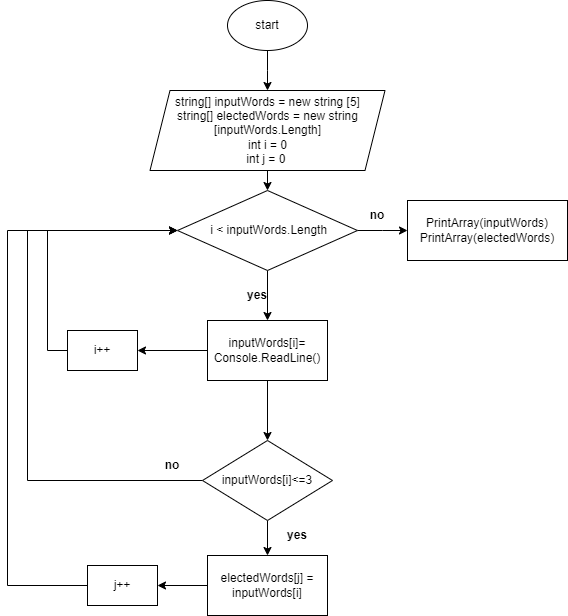 start
string[] inputWords = new string [5]
string[] electedWords = new string
[inputWords.Length]
int i = 0
int j = 0
i < inputWords.Length
no
PrintArray(inputWords)
PrintArray(electedWords)
yes
i++
inputWords[i]=
Console.ReadLine()
no
inputWords[i]<=3
yes
j++
electedWords[j] =
inputWords[i]